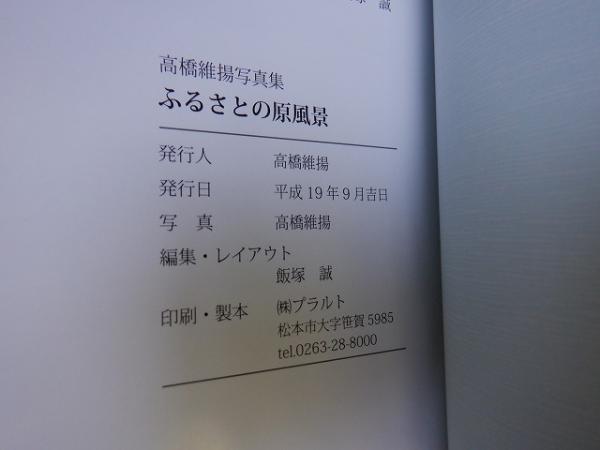 誠
高橋維揚写真集
ふるさとの原風景
発行人 高橋維揚
発行日 平成19年9月吉日
写 真 高橋維揚
編集・レイアウト
飯塚 誠
印刷・製本 ㈱プラルト
松本市大字笹賀5985
tel.0263-28-8000